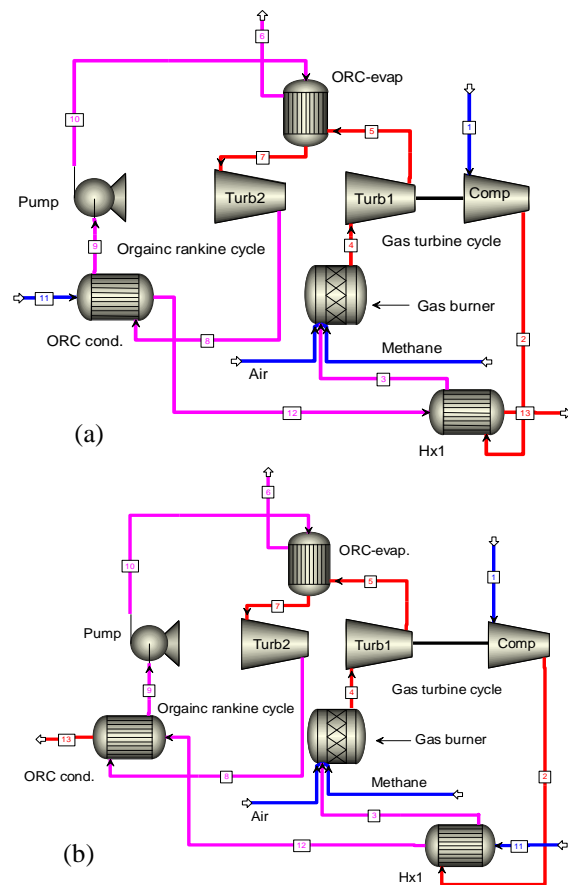 6
ORC-evap
10
1
7
5
Pump
Turb2
Turb1
Comp
9
Orgainc rankine cycle
Gas turbine cycle
4
11
Gas burner
ORC cond.
8
Methane
2
Air
3
12
13
(a)
Hx1
6
10
ORC-evap.
1
5
7
Pump
Turb2
Turb1
Comp
9
4
Orgainc rankine cycle
Gas turbine cycle
13
Gas burner
2
ORC cond.
8
Methane
Air
3
12
11
(b)
Hx1